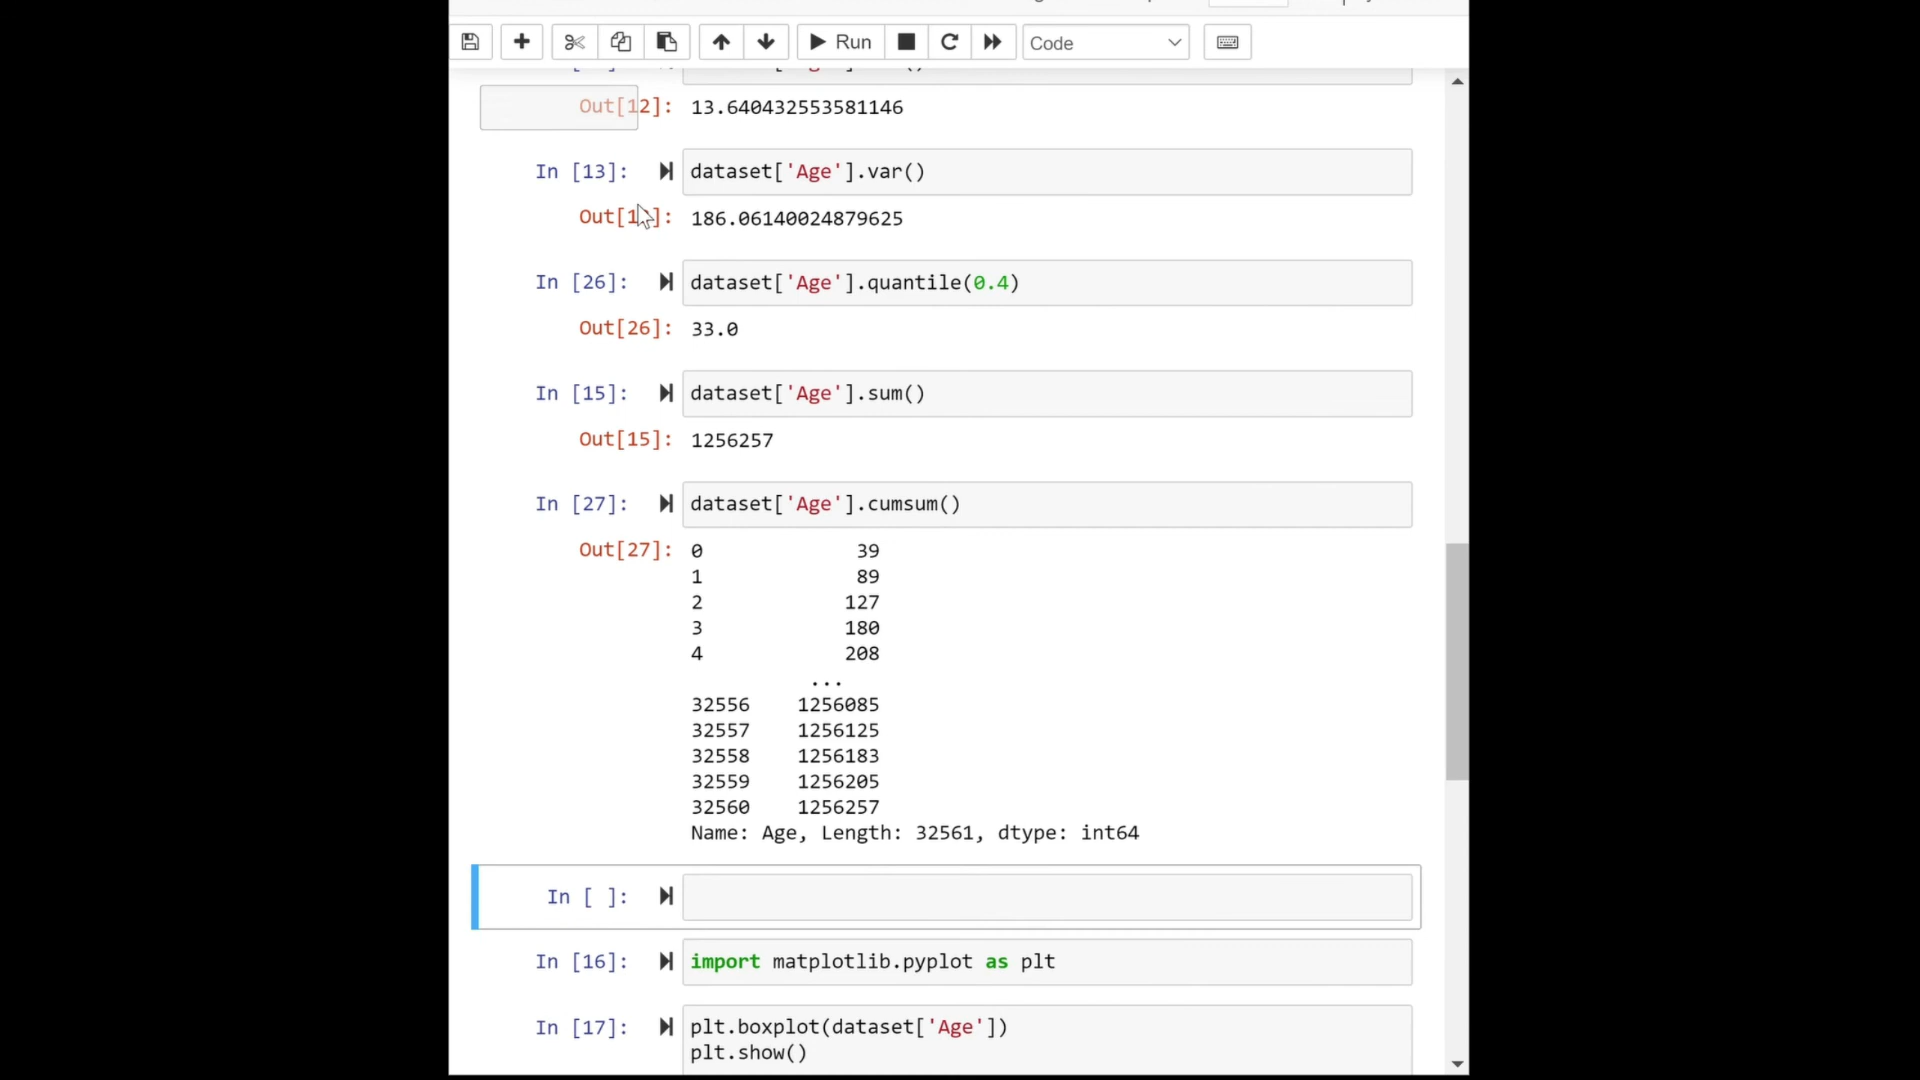 Run
Code
Out[12]: 13.640432553581146
In [13]: dataset['Age'].var()
Out[1 ]: 186.06140024879625
In [26]: dataset['Age'].quantile(0.4)
Out[26]: 33.0
In [15]: dataset['Age'].sum()
Out[15]: 1256257
In [27]: dataset['Age'].cumsum()
Out[27]: 0 39
1 89
2 127
3 180
4 208
...
32556 1256085
32557 1256125
32558 1256183
32559 1256205
32560 1256257
Name: Age, Length: 32561, dtype: int64
In [ ]:
In [16]: import matplotlib.pyplot as plt
In [17]: plt.boxplot(dataset['Age'])
plt.show()